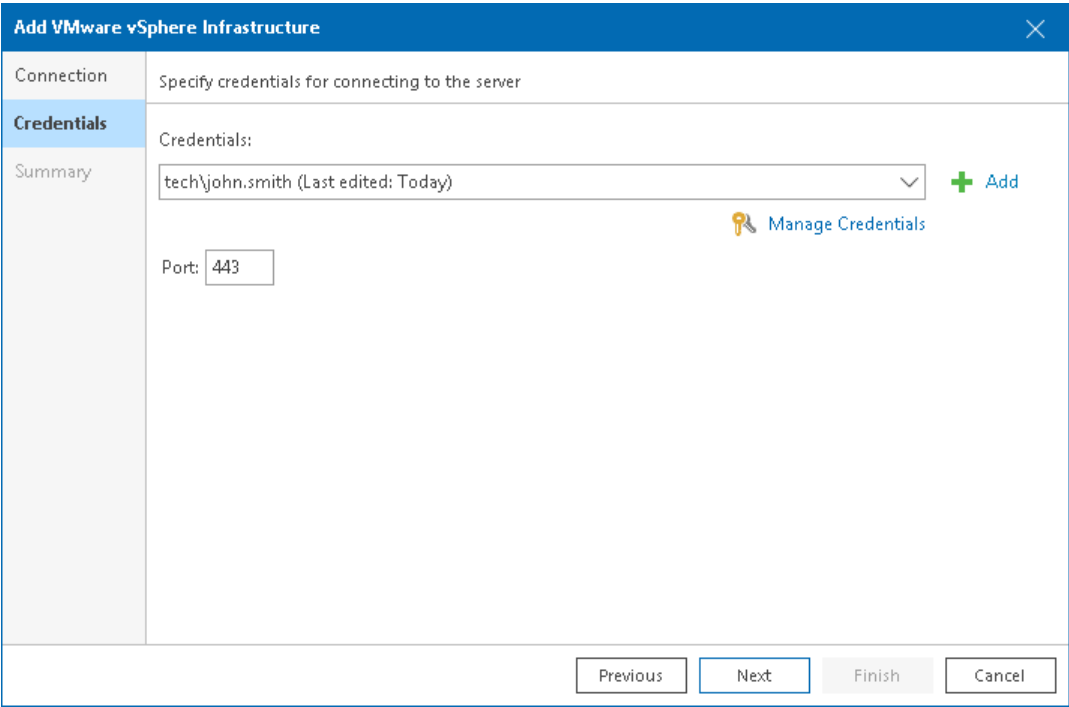 Add VMware vSphere Infrastructure
Connection
Specify credentials for connecting to the server
Credentials
Credentials:
Summary
tech\john.smith (Last edited: Today)
Add
Manage Credentials
Port: 443
Previous Next Finish Cancel